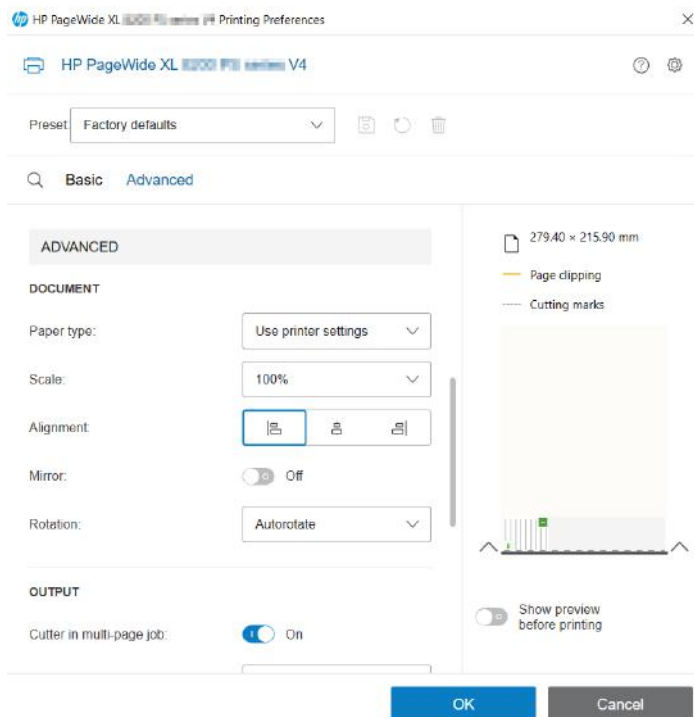 HP PageWide XL Printing Preferences
HP PageWide XL V4
Preset: Factory defaults
Basic Advanced
ADVANCED
DOCUMENT
Paper type: Use printer settings
Scale: 100%
Alignment:
Mirror: Off
Rotation: Autorotate
OUTPUT
Cutter in multi-page job: On
279.40 × 215.90 mm
Page clipping
Cutting marks
Show preview
before printing
OK Cancel